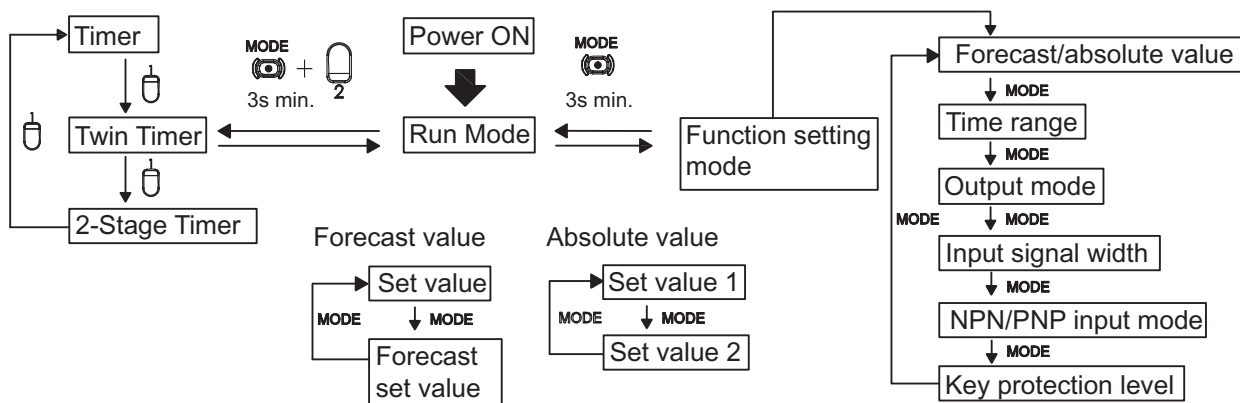 Timer
1
Twin Timer
1
1
2-Stage Timer
MODE
+
2
3s min.
Power ON
Run Mode
MODE
3s min.
Function setting
mode
Forecast/absolute value
MODE
Time range
MODE
Output mode
MODE
MODE
Input signal width
MODE
NPN/PNP input mode
MODE
Key protection level
Forecast value
Set value
MODE
MODE
Forecast
set value
Absolute value
Set value 1
MODE
MODE
Set value 2